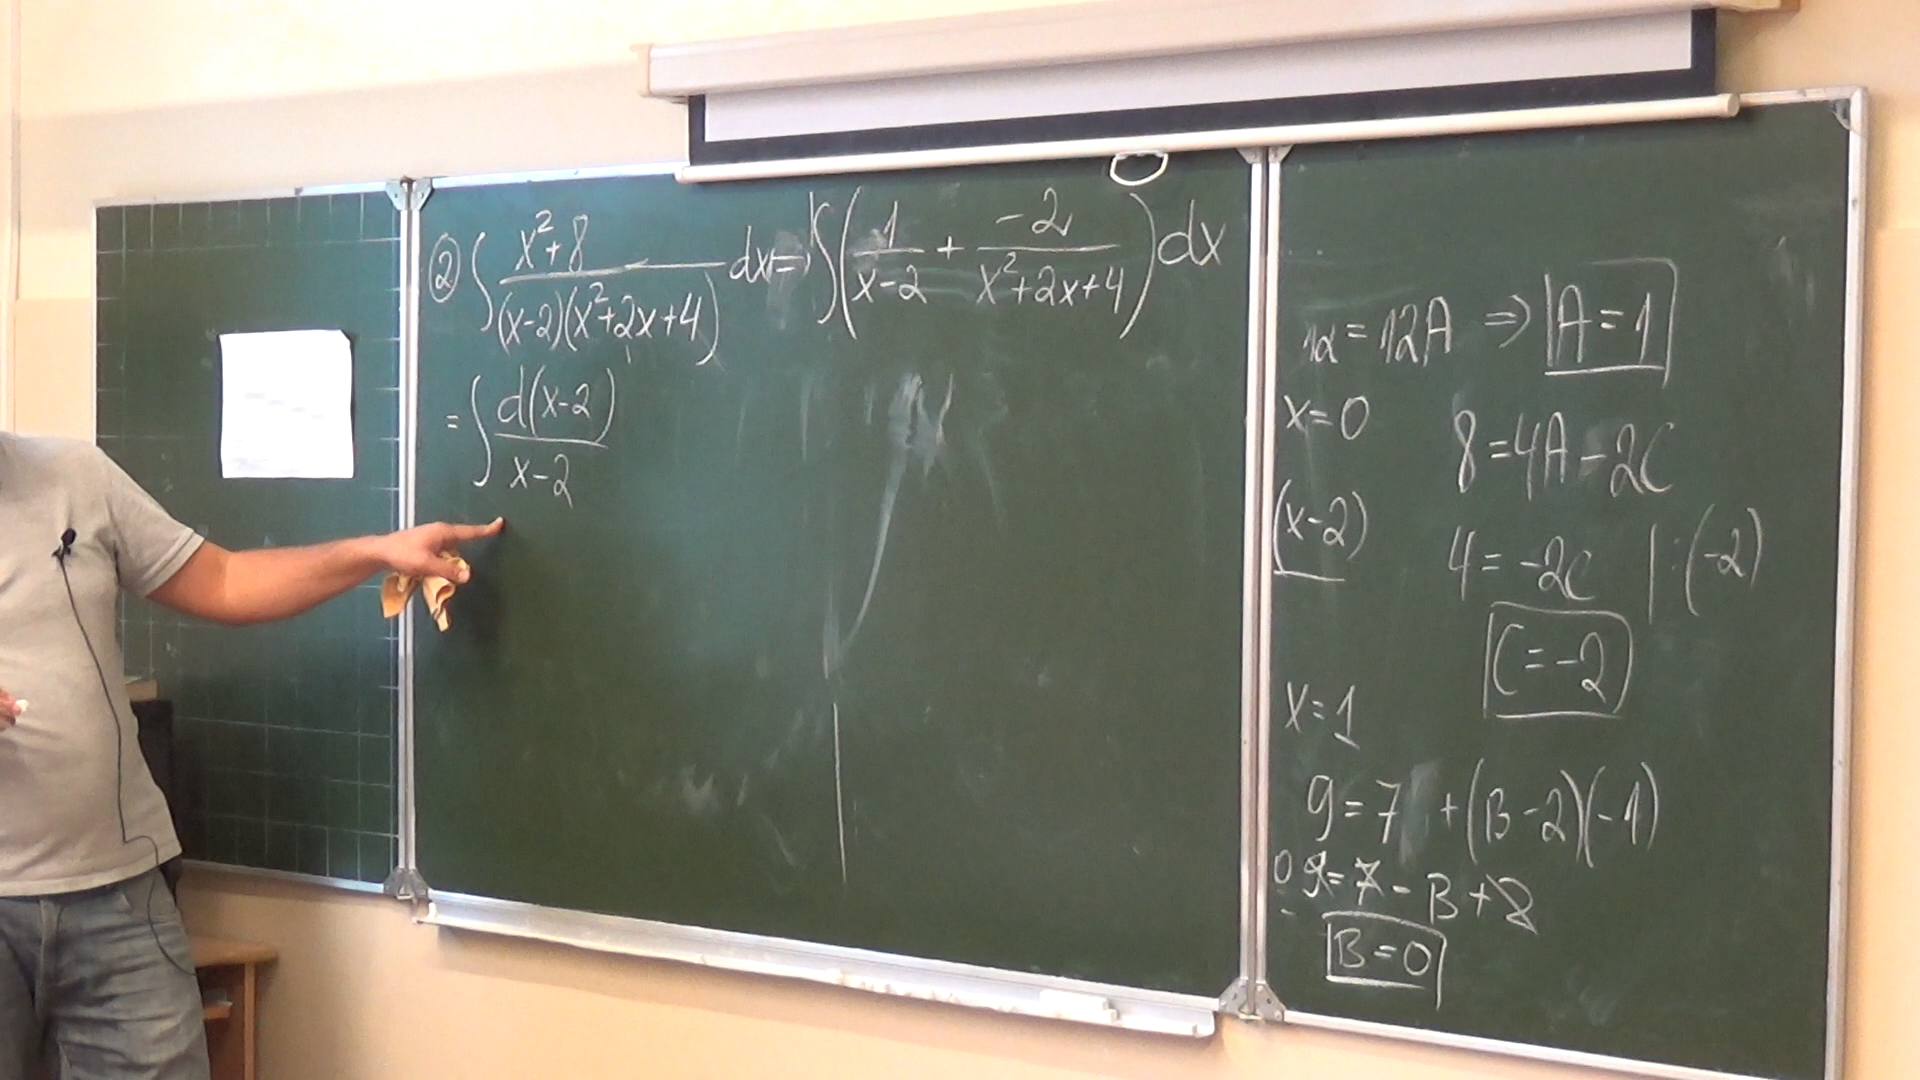 ② ∫ (x²+8)/((x-2)(x²+2x+4)) dx = ∫ (1/(x-2) + (-2)/(x²+2x+4)) dx
= ∫ d(x-2)/(x-2)
12 = 12A ⇒ A = 1
x=0 8=4A-2C
(x-2) 4 = -2C | : (-2)
C = -2
x=1
9 = 7 + (B-2)(-1)
0 9 = 7 - B + 2
B = 0